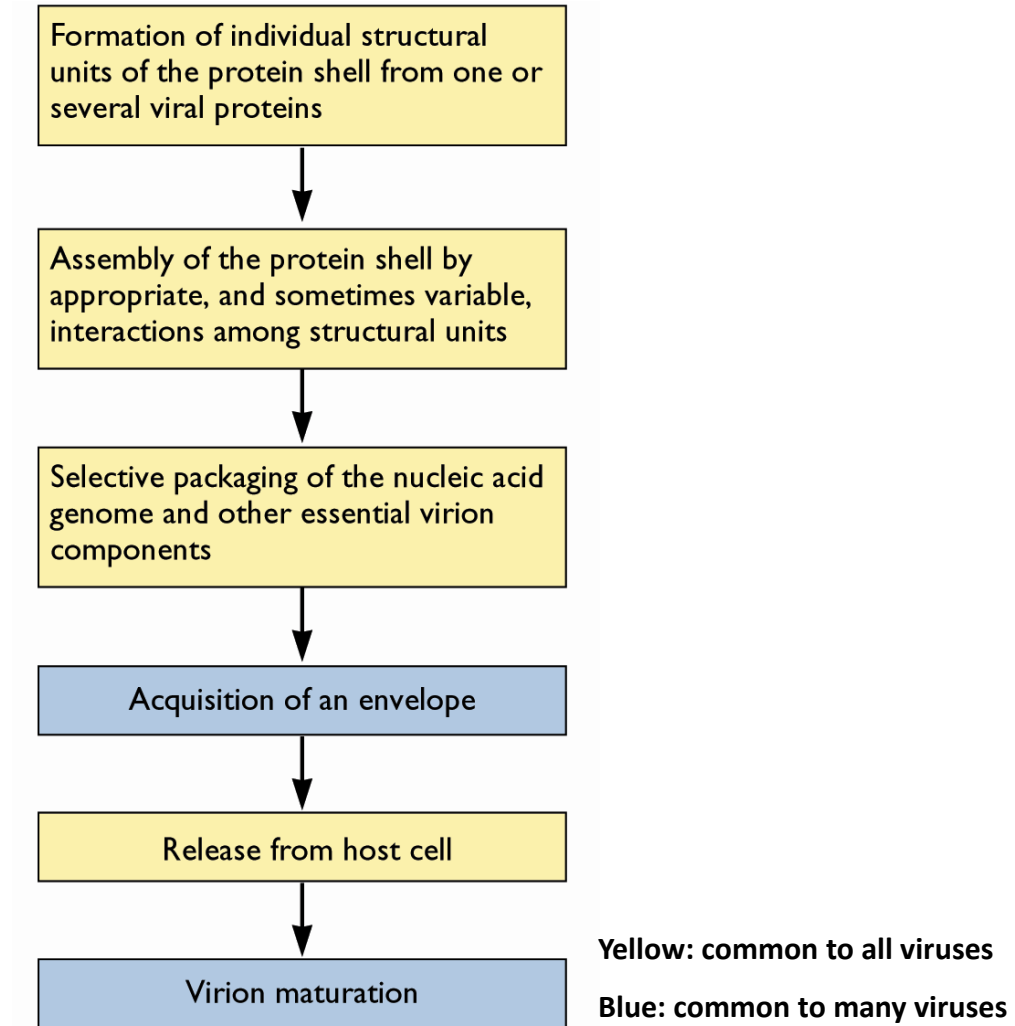 Formation of individual structural
units of the protein shell from one or
several viral proteins
Assembly of the protein shell by
appropriate, and sometimes variable,
interactions among structural units
Selective packaging of the nucleic acid
genome and other essential virion
components
Acquisition of an envelope
Release from host cell
Virion maturation
Yellow: common to all viruses
Blue: common to many viruses